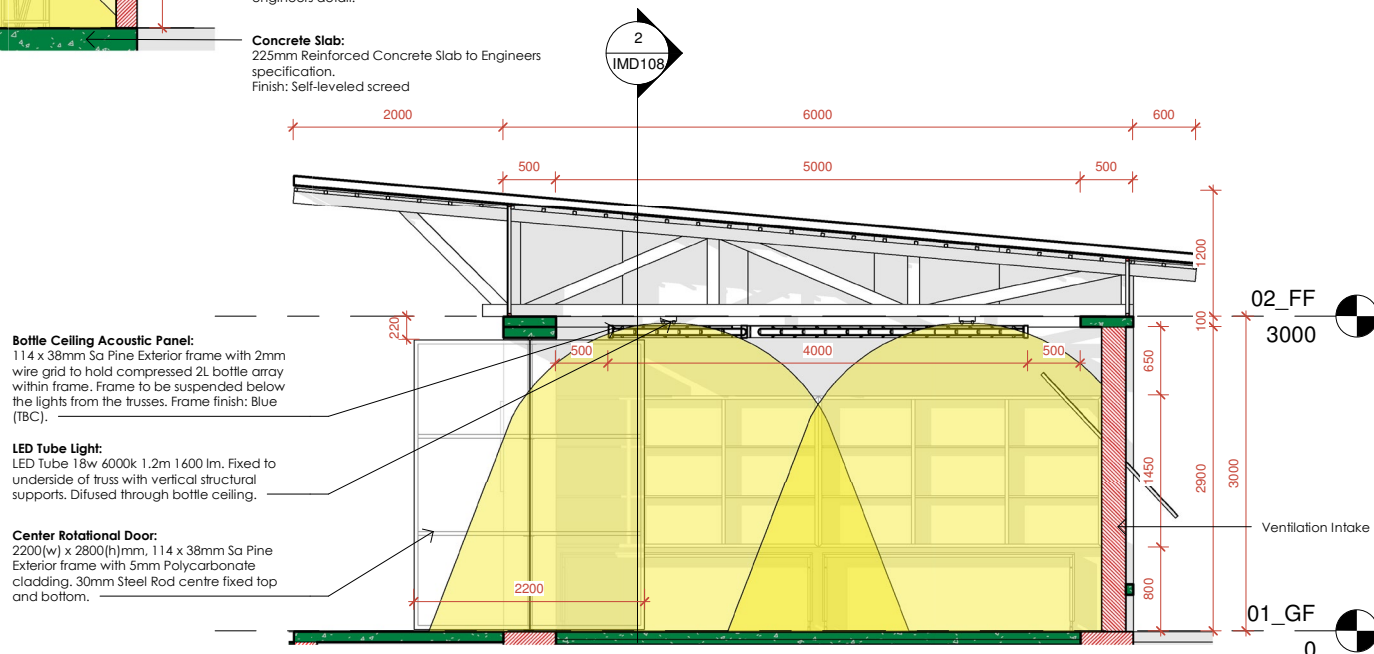 Engineers detail.
Concrete Slab:
225mm Reinforced Concrete Slab to Engineers
specification.
Finish: Self-leveled screed
2
IMD108
2000
6000
600
500
5000
500
1200
02_FF
3000
100
220
Bottle Ceiling Acoustic Panel:
114 x 38mm Sa Pine Exterior frame with 2mm
wire grid to hold compressed 2L bottle array
within frame. Frame to be suspended below
the lights from the trusses. Frame finish: Blue
(TBC).
500
4000
500
650
LED Tube Light:
LED Tube 18w 6000k 1.2m 1600 lm. Fixed to
underside of truss with vertical structural
supports. Difused through bottle ceiling.
1450
2900
3000
Ventilation Intake
Center Rotational Door:
2200(w) x 2800(h)mm, 114 x 38mm Sa Pine
Exterior frame with 5mm Polycarbonate
cladding. 30mm Steel Rod centre fixed top
and bottom.
2200
800
01_GF
0